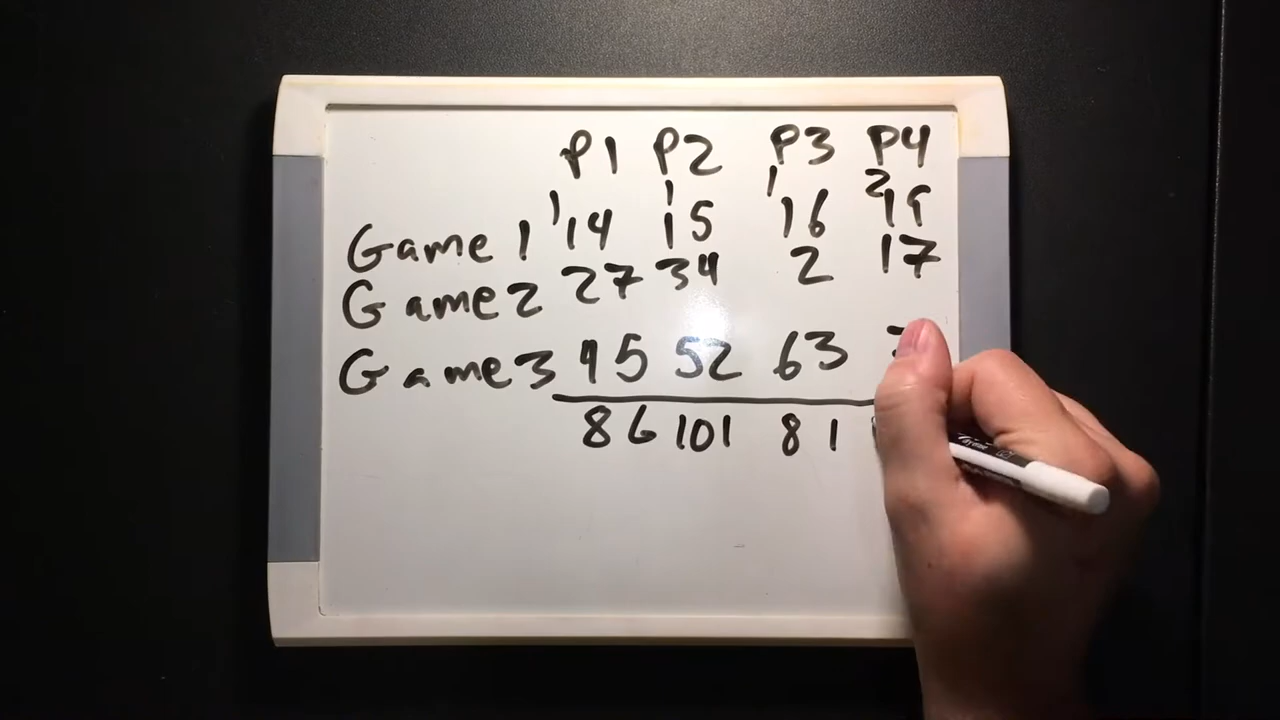 P1 P2 P3 P4
1 1 1 2
Game 1 14 15 16 19
Game 2 27 34 2 17
Game 3 45 52 63
86 101 81